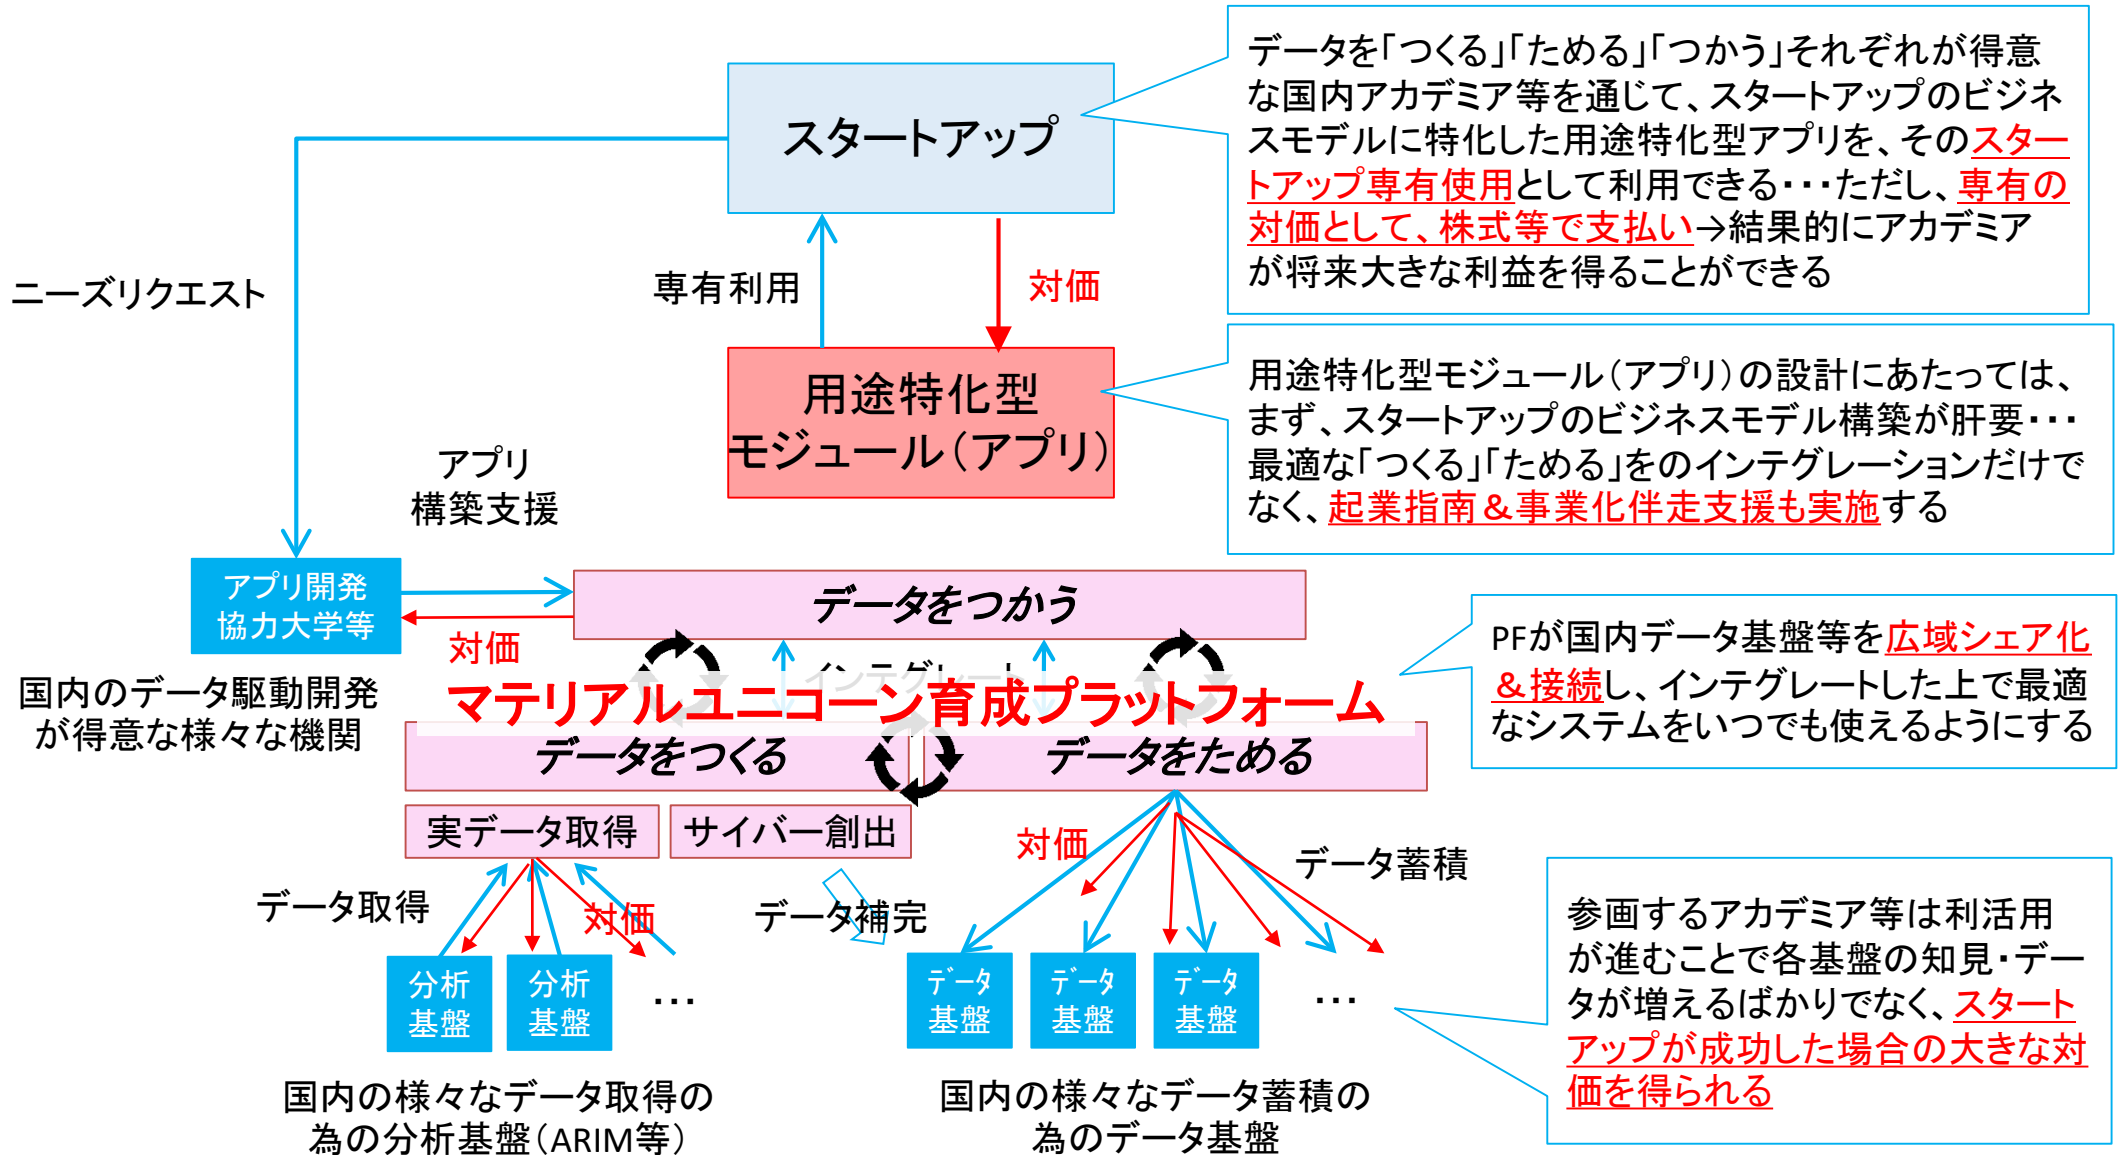 データを「つくる」「ためる」「つかう」それぞれが得意
な国内アカデミア等を通じて、スタートアップのビジネ
スモデルに特化した用途特化型アプリを、そのスター
トアップ専有使用として利用できる・・・ただし、専有の
対価として、株式等で支払い→結果的にアカデミア
が将来大きな利益を得ることができる
スタートアップ
ニーズリクエスト
専有利用
対価
用途特化型
モジュール(アプリ)
用途特化型モジュール(アプリ)の設計にあたっては、
まず、スタートアップのビジネスモデル構築が肝要・・・
最適な「つくる」「ためる」をのインテグレーションだけで
なく、起業指南&事業化伴走支援も実施する
アプリ
構築支援
アプリ開発
協力大学等
対価
国内のデータ駆動開発
が得意な様々な機関
データをつかう
インテグレート
マテリアルユニコーン育成プラットフォーム
データをつくる
データをためる
PFが国内データ基盤等を広域シェア化
&接続し、インテグレートした上で最適
なシステムをいつでも使えるようにする
実データ取得
サイバー創出
データ取得
対価
データ補完
対価
データ蓄積
分析
基盤
分析
基盤
…
データ
基盤
データ
基盤
データ
基盤
…
参画するアカデミア等は利活用
が進むことで各基盤の知見・デー
タが増えるばかりでなく、スタート
アップが成功した場合の大きな対
価を得られる
国内の様々なデータ取得の
為の分析基盤(ARIM等)
国内の様々なデータ蓄積の
為のデータ基盤